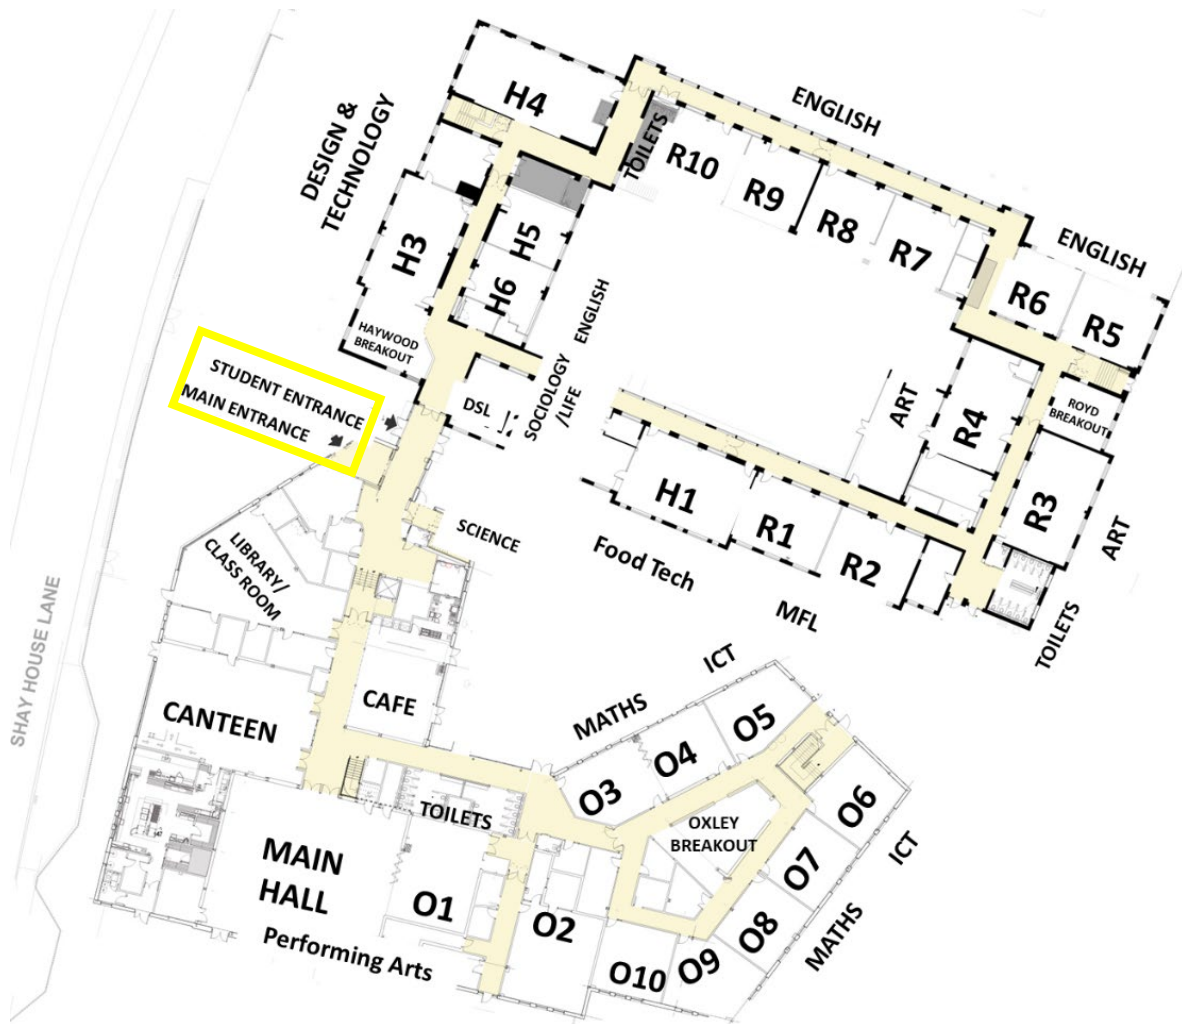 ENGLISH
H4
DESIGN &
TECHNOLOGY
TOILETS
R10
R9
R8
R7
H5
H3
H6
ENGLISH
R6
R5
HAYWOOD
BREAKOUT
ENGLISH
STUDENT ENTRANCE
MAIN ENTRANCE
DSL
SOCIOLOGY
/LIFE
ART
R4
ROYD
BREAKOUT
R3
ART
H1
R1
R2
SCIENCE
Food Tech
MFL
TOILETS
LIBRARY/
CLASS ROOM
SHAY HOUSE LANE
CANTEEN
CAFE
ICT
MATHS
O5
O4
O3
O6
TOILETS
OXLEY
BREAKOUT
ICT
MAIN
HALL
O7
O1
O2
O8
MATHS
O9
O10
Performing Arts